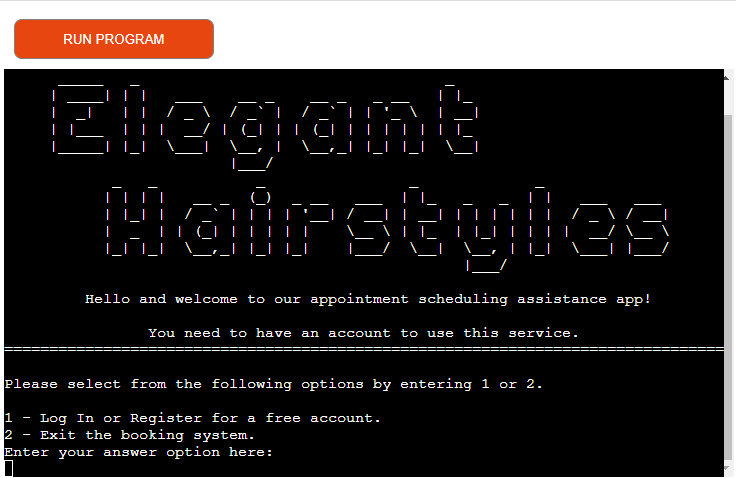 RUN PROGRAM
Elegant
Hairstyles
Hello and welcome to our appointment scheduling assistance app!
You need to have an account to use this service.
================================================================================
Please select from the following options by entering 1 or 2.
1 - Log In or Register for a free account.
2 - Exit the booking system.
Enter your answer option here: